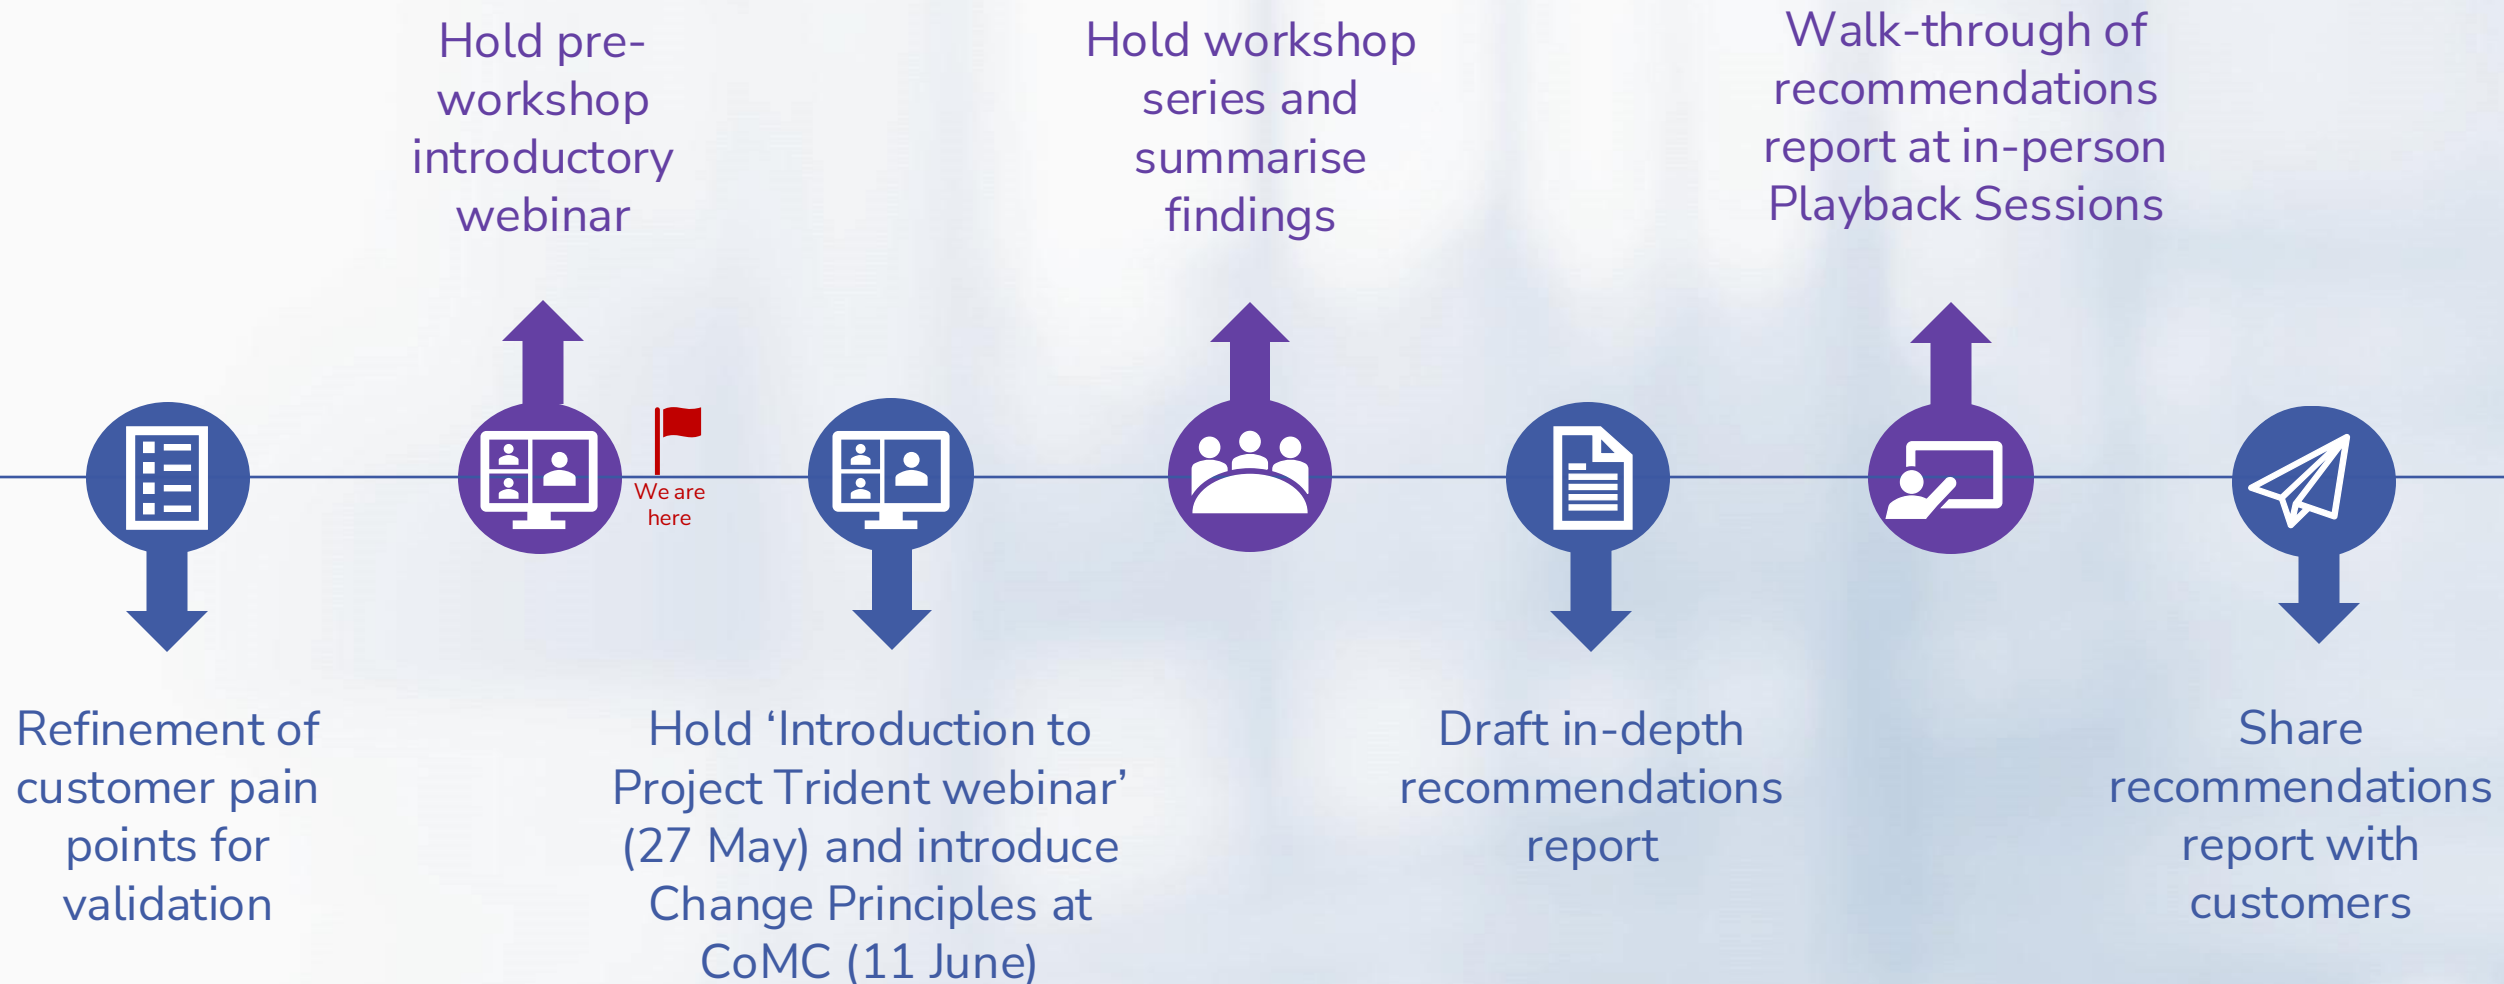 Hold pre-
workshop
introductory
webinar
Hold workshop
series and
summarise
findings
Walk-through of
recommendations
report at in-person
Playback Sessions
We are
here
Refinement of
customer pain
points for
validation
Hold ‘Introduction to
Project Trident webinar’
(27 May) and introduce
Change Principles at
CoMC (11 June)
Draft in-depth
recommendations
report
Share
recommendations
report with
customers